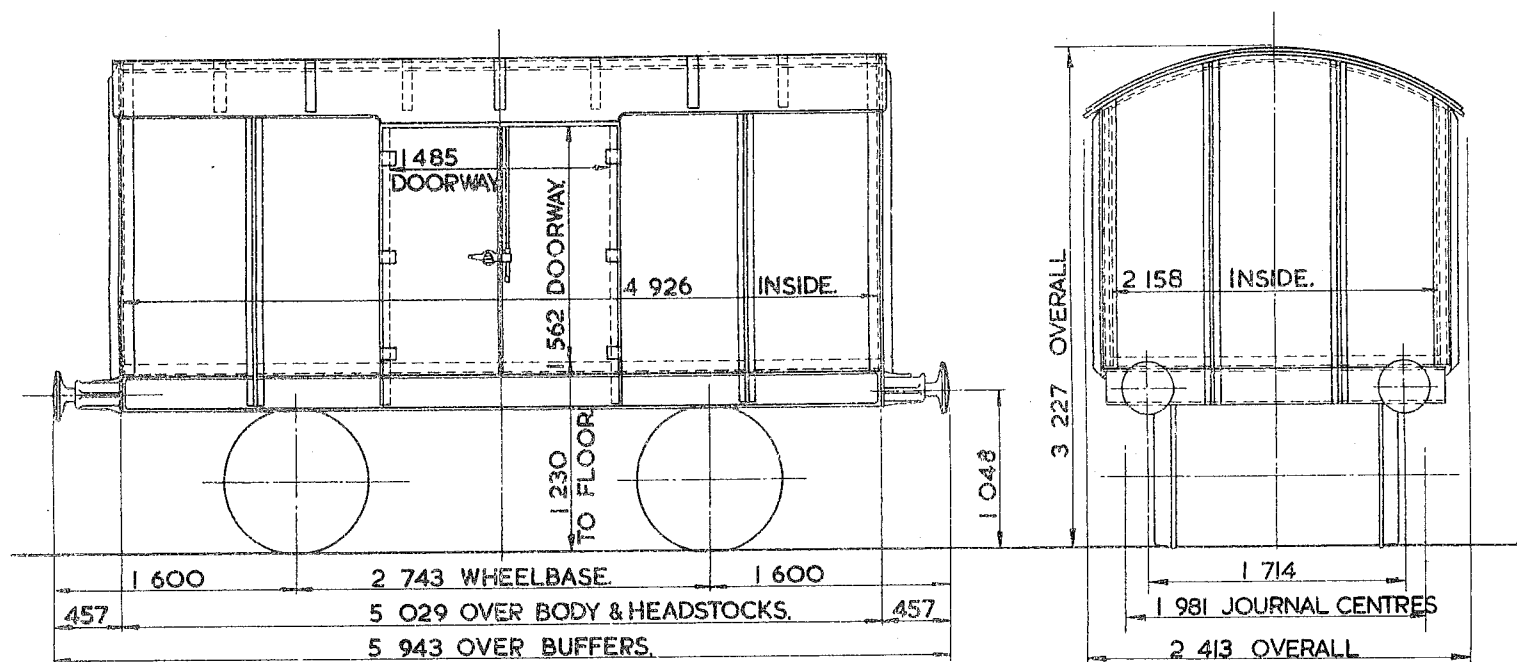 1 485
DOORWAY
1 562 DOORWAY.
4 926 INSIDE.
1 230
TO FLOOR.
1 048
1 600
2 743 WHEELBASE.
1 600
457
5 029 OVER BODY & HEADSTOCKS.
457
5 943 OVER BUFFERS.
3 227 OVERALL
2 158 INSIDE.
1 714
1 981 JOURNAL CENTRES
2 413 OVERALL